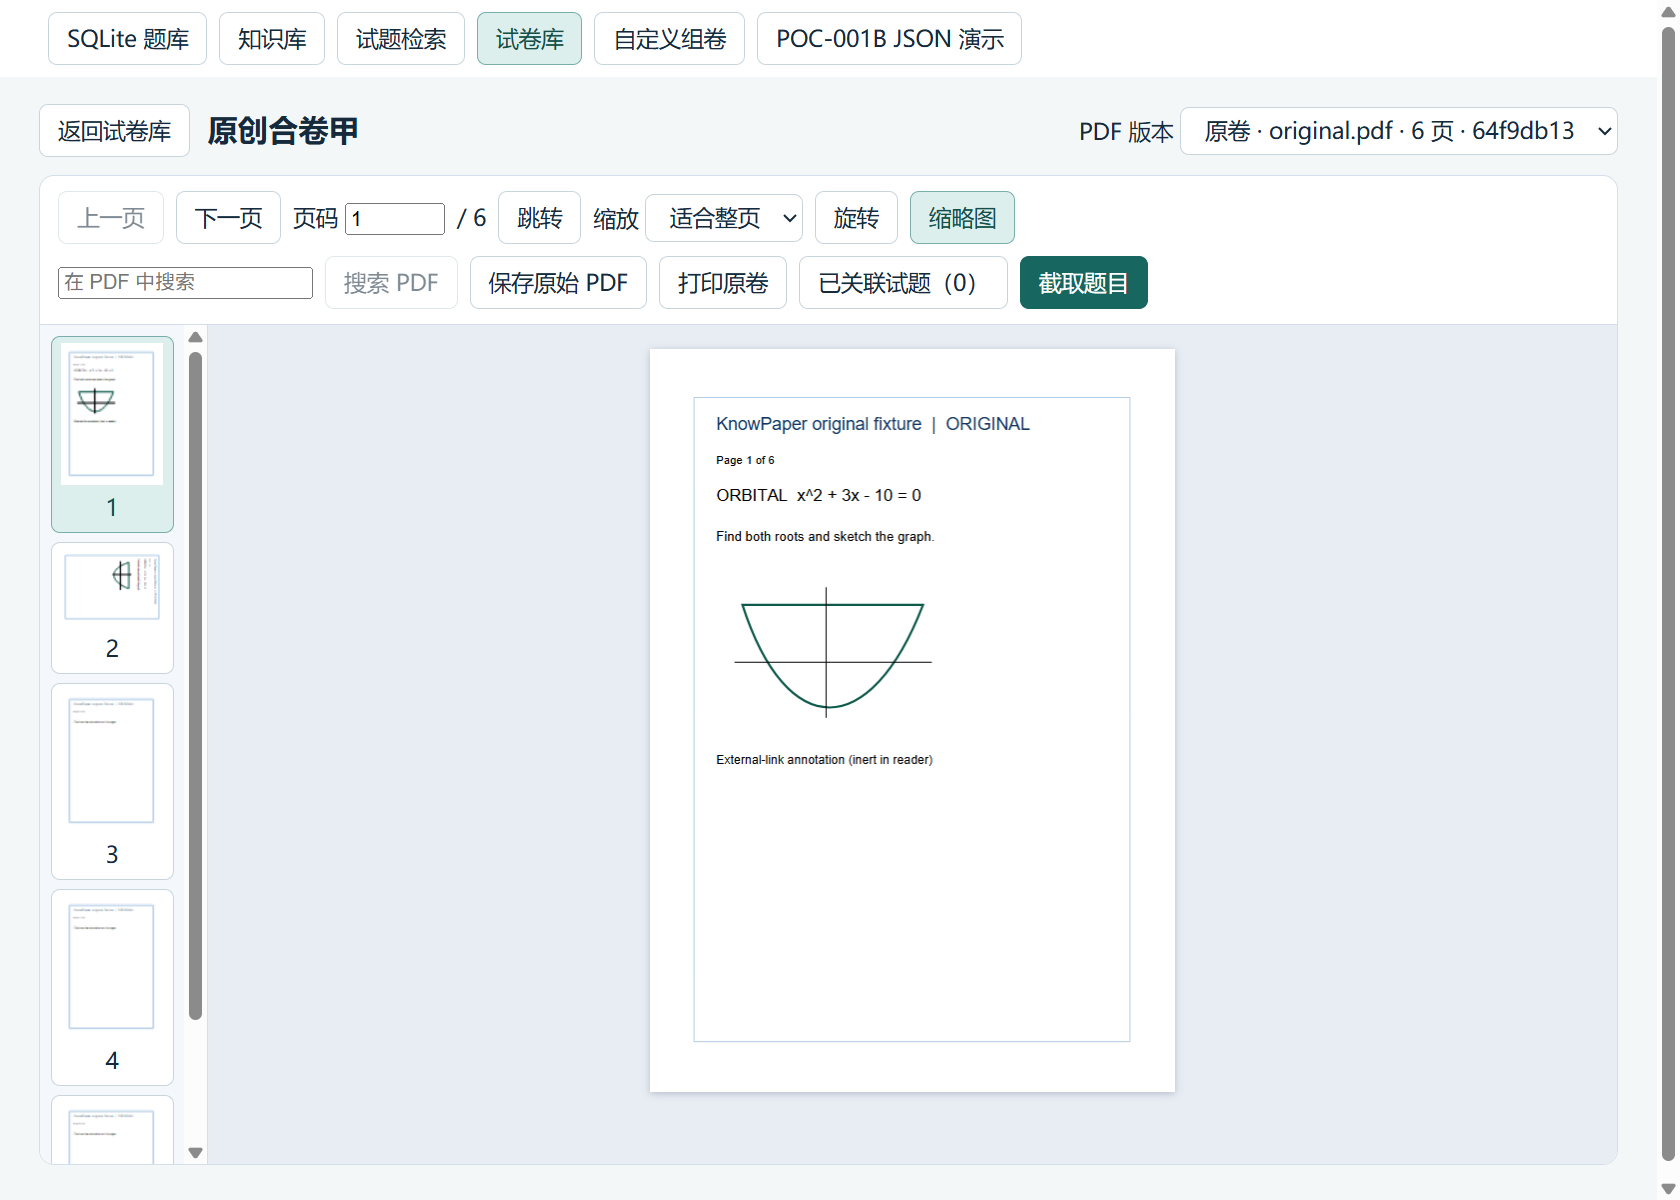 SQLite 题库 知识库 试题检索 试卷库 自定义组卷 POC-001B JSON 演示
返回试卷库 原创合卷甲 PDF 版本 原卷 · original.pdf · 6 页 · 64f9db13
上一页 下一页 页码 1 / 6 跳转 缩放 适合整页 旋转 缩略图
在 PDF 中搜索 搜索 PDF 保存原始 PDF 打印原卷 已关联试题（0） 截取题目
1
2
3
4
KnowPaper original fixture | ORIGINAL
Page 1 of 6
ORBITAL x^2 + 3x - 10 = 0
Find both roots and sketch the graph.
External-link annotation (inert in reader)